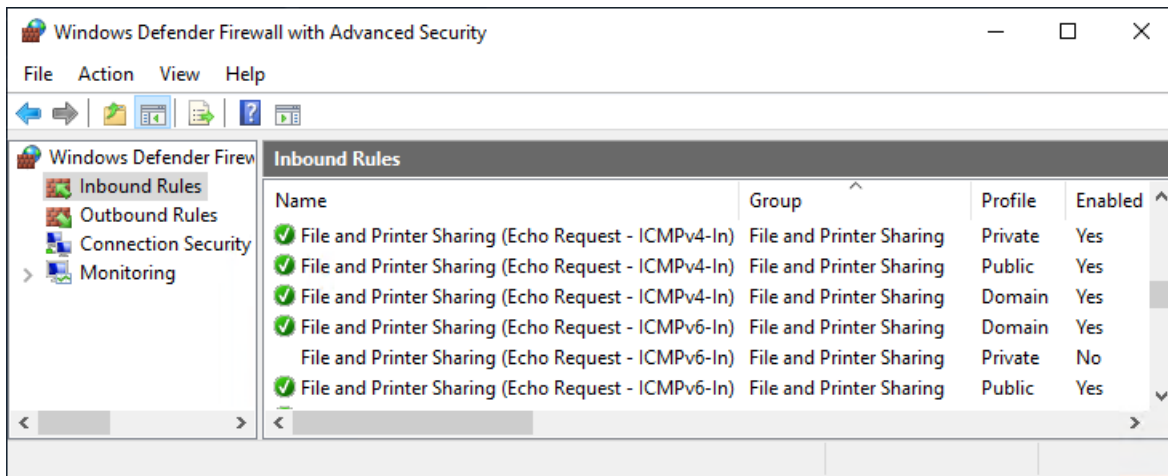 Windows Defender Firewall with Advanced Security
File Action View Help
Windows Defender Firew
Inbound Rules
Outbound Rules
Connection Security
Monitoring
Inbound Rules
Name Group Profile Enabled
File and Printer Sharing (Echo Request - ICMPv4-In) File and Printer Sharing Private Yes
File and Printer Sharing (Echo Request - ICMPv4-In) File and Printer Sharing Public Yes
File and Printer Sharing (Echo Request - ICMPv4-In) File and Printer Sharing Domain Yes
File and Printer Sharing (Echo Request - ICMPv6-In) File and Printer Sharing Domain Yes
File and Printer Sharing (Echo Request - ICMPv6-In) File and Printer Sharing Private No
File and Printer Sharing (Echo Request - ICMPv6-In) File and Printer Sharing Public Yes